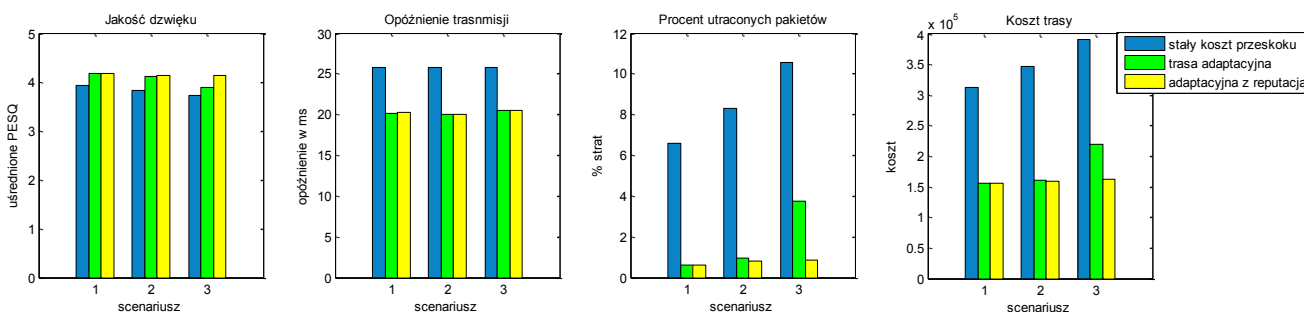 Jakość dzwięku
uśrednione PESQ
5
4
3
2
1
0
1 2 3
scenariusz
Opóźnienie trasnmisji
opóźnienie w ms
30
25
20
15
10
5
0
1 2 3
scenariusz
Procent utraconych pakietów
% strat
12
10
8
6
4
2
0
1 2 3
scenariusz
Koszt trasy
x 10^5
koszt
4
3.5
3
2.5
2
1.5
1
0.5
0
1 2 3
scenariusz
stały koszt przeskoku
trasa adaptacyjna
adaptacyjna z reputacja